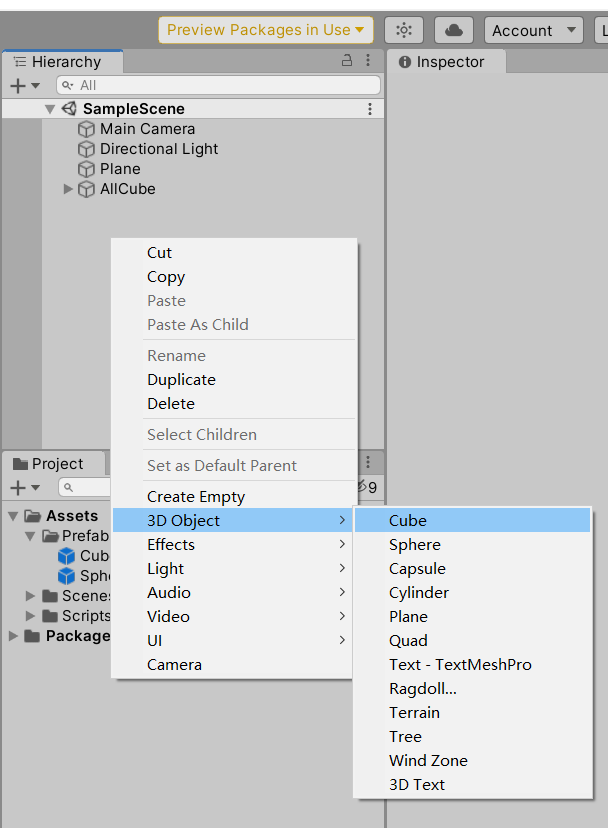 Preview Packages in Use
Account
L
Hierarchy
Inspector
All
SampleScene
Main Camera
Directional Light
Plane
AllCube
Cut
Copy
Paste
Paste As Child
Rename
Duplicate
Delete
Select Children
Set as Default Parent
Create Empty
3D Object
Effects
Light
Audio
Video
UI
Camera
Project
9
Assets
Prefab
Cub
Sph
Scenes
Scripts
Package
Cube
Sphere
Capsule
Cylinder
Plane
Quad
Text - TextMeshPro
Ragdoll...
Terrain
Tree
Wind Zone
3D Text